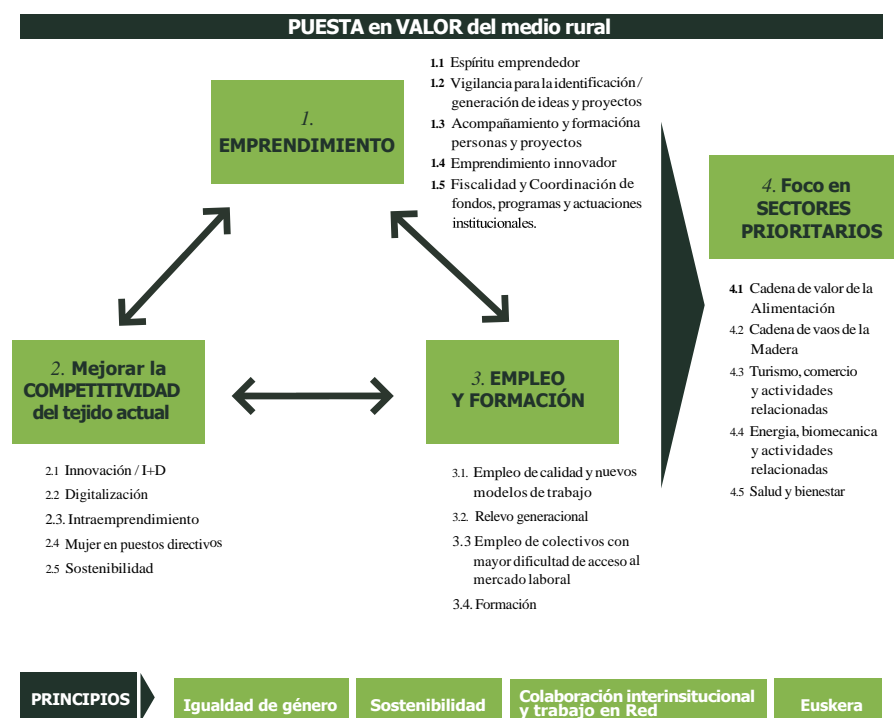 PUESTA en VALOR del medio rural
1.
EMPRENDIMIENTO
1.1 Espíritu emprendedor
1.2 Vigilancia para la identificación /
generación de ideas y proyectos
1.3 Acompañamiento y formacióna
personas y proyectos
1.4 Emprendimiento innovador
1.5 Fiscalidad y Coordinación de
fondos, programas y actuaciones
institucionales.
2. Mejorar la
COMPETITIVIDAD
del tejido actual
2.1 Innovación / I+D
2.2 Digitalización
2.3. Intraemprendimiento
2.4 Mujer en puestos directivos
2.5 Sostenibilidad
3. EMPLEO
Y FORMACIÓN
3.1. Empleo de calidad y nuevos
modelos de trabajo
3.2. Relevo generacional
3.3 Empleo de colectivos con
mayor dificultad de acceso al
mercado laboral
3.4. Formación
4. Foco en
SECTORES
PRIORITARIOS
4.1 Cadena de valor de la
Alimentación
4.2 Cadena de vaos de la
Madera
4.3 Turismo, comercio
y actividades
relacionadas
4.4 Energia, biomecanica
y actividades
relacionadas
4.5 Salud y bienestar
PRINCIPIOS
Igualdad de género
Sostenibilidad
Colaboración interinsitucional
y trabajo en Red
Euskera